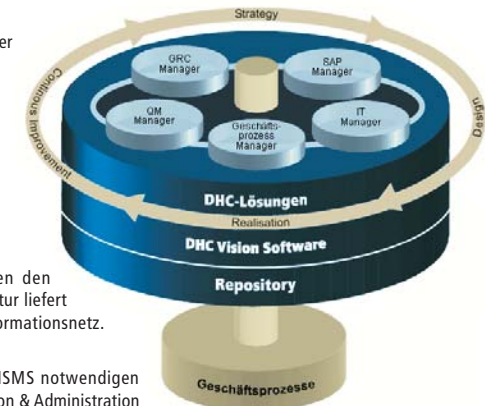 Strategy
er
GRC
Manager
SAP
Manager
Continuous Improvement
Design
QM
Manager
Geschäfts-
prozess
Manager
IT
Manager
DHC-Lösungen
Realisation
DHC Vision Software
Repository
en den
tur liefert
ormationsnetz.
ISMS notwendigen
on & Administration
Geschäftsprozesse